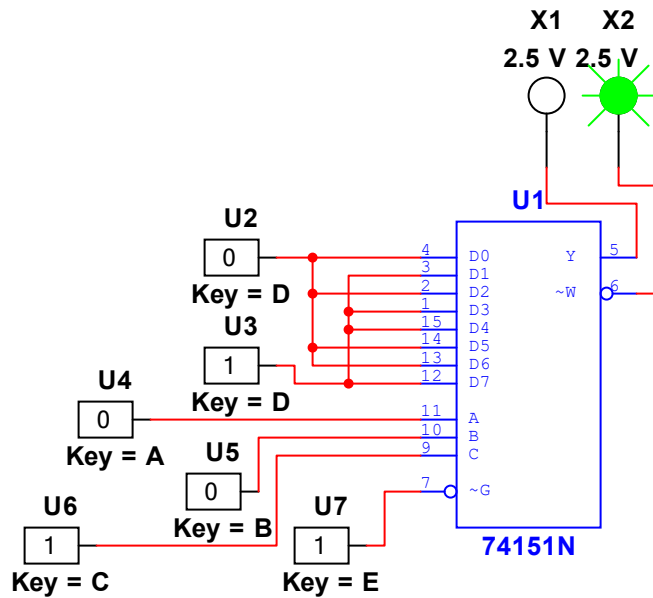 X1 X2
2.5 V 2.5 V
U1
U2
0
Key = D
U3
1
Key = D
U4
0
Key = A
U5
0
Key = B
U6
1
Key = C
U7
1
Key = E
4 D0 Y 5
3 D1
2 D2 ~W 6
1 D3
15 D4
14 D5
13 D6
12 D7
11 A
10 B
9 C
7 ~G
74151N